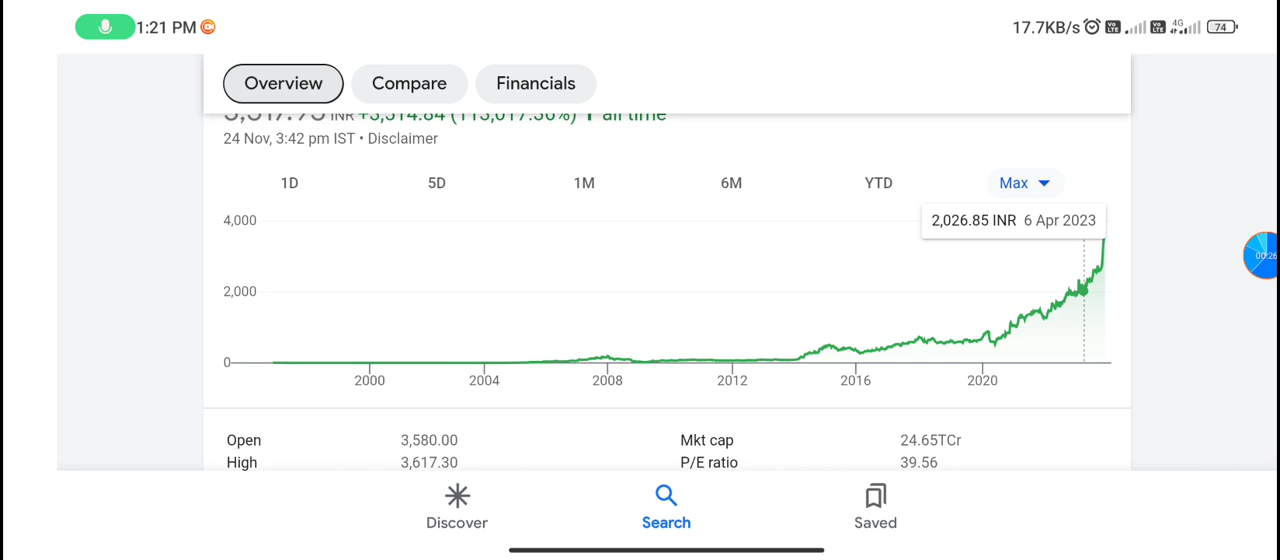 1:21 PM
17.7KB/s 4G 74
Overview Compare Financials
INR all time
24 Nov, 3:42 pm IST • Disclaimer
1D 5D 1M 6M YTD Max
4,000
2,026.85 INR 6 Apr 2023
00:26
2,000
0
2000 2004 2008 2012 2016 2020
Open 3,580.00 Mkt cap 24.65TCr
High 3,617.30 P/E ratio 39.56
Discover Search Saved